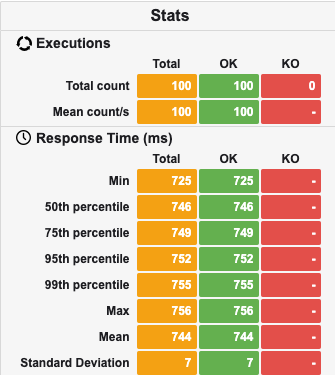 Stats
Executions
Total OK KO
Total count 100 100 0
Mean count/s 100 100 -
Response Time (ms)
Total OK KO
Min 725 725 -
50th percentile 746 746 -
75th percentile 749 749 -
95th percentile 752 752 -
99th percentile 755 755 -
Max 756 756 -
Mean 744 744 -
Standard Deviation 7 7 -